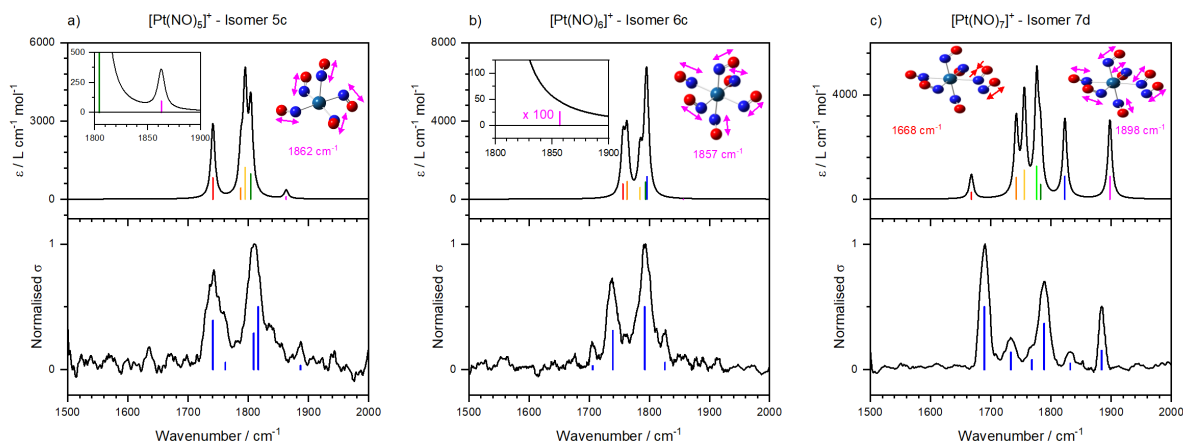 a) [Pt(NO)₅]⁺ - Isomer 5c
b) [Pt(NO)₆]⁺ - Isomer 6c
c) [Pt(NO)₇]⁺ - Isomer 7d
6000
3000
0
ε / L cm⁻¹ mol⁻¹
500
250
0
1800 1850 1900
1862 cm⁻¹
8000
4000
0
ε / L cm⁻¹ mol⁻¹
100
50
0
x 100
1800 1850 1900
1857 cm⁻¹
4000
0
ε / L cm⁻¹ mol⁻¹
1668 cm⁻¹
1898 cm⁻¹
1
0
Normalised σ
1500 1600 1700 1800 1900 2000
Wavenumber / cm⁻¹
1
0
Normalised σ
1500 1600 1700 1800 1900 2000
Wavenumber / cm⁻¹
1
0
Normalised σ
1500 1600 1700 1800 1900 2000
Wavenumber / cm⁻¹